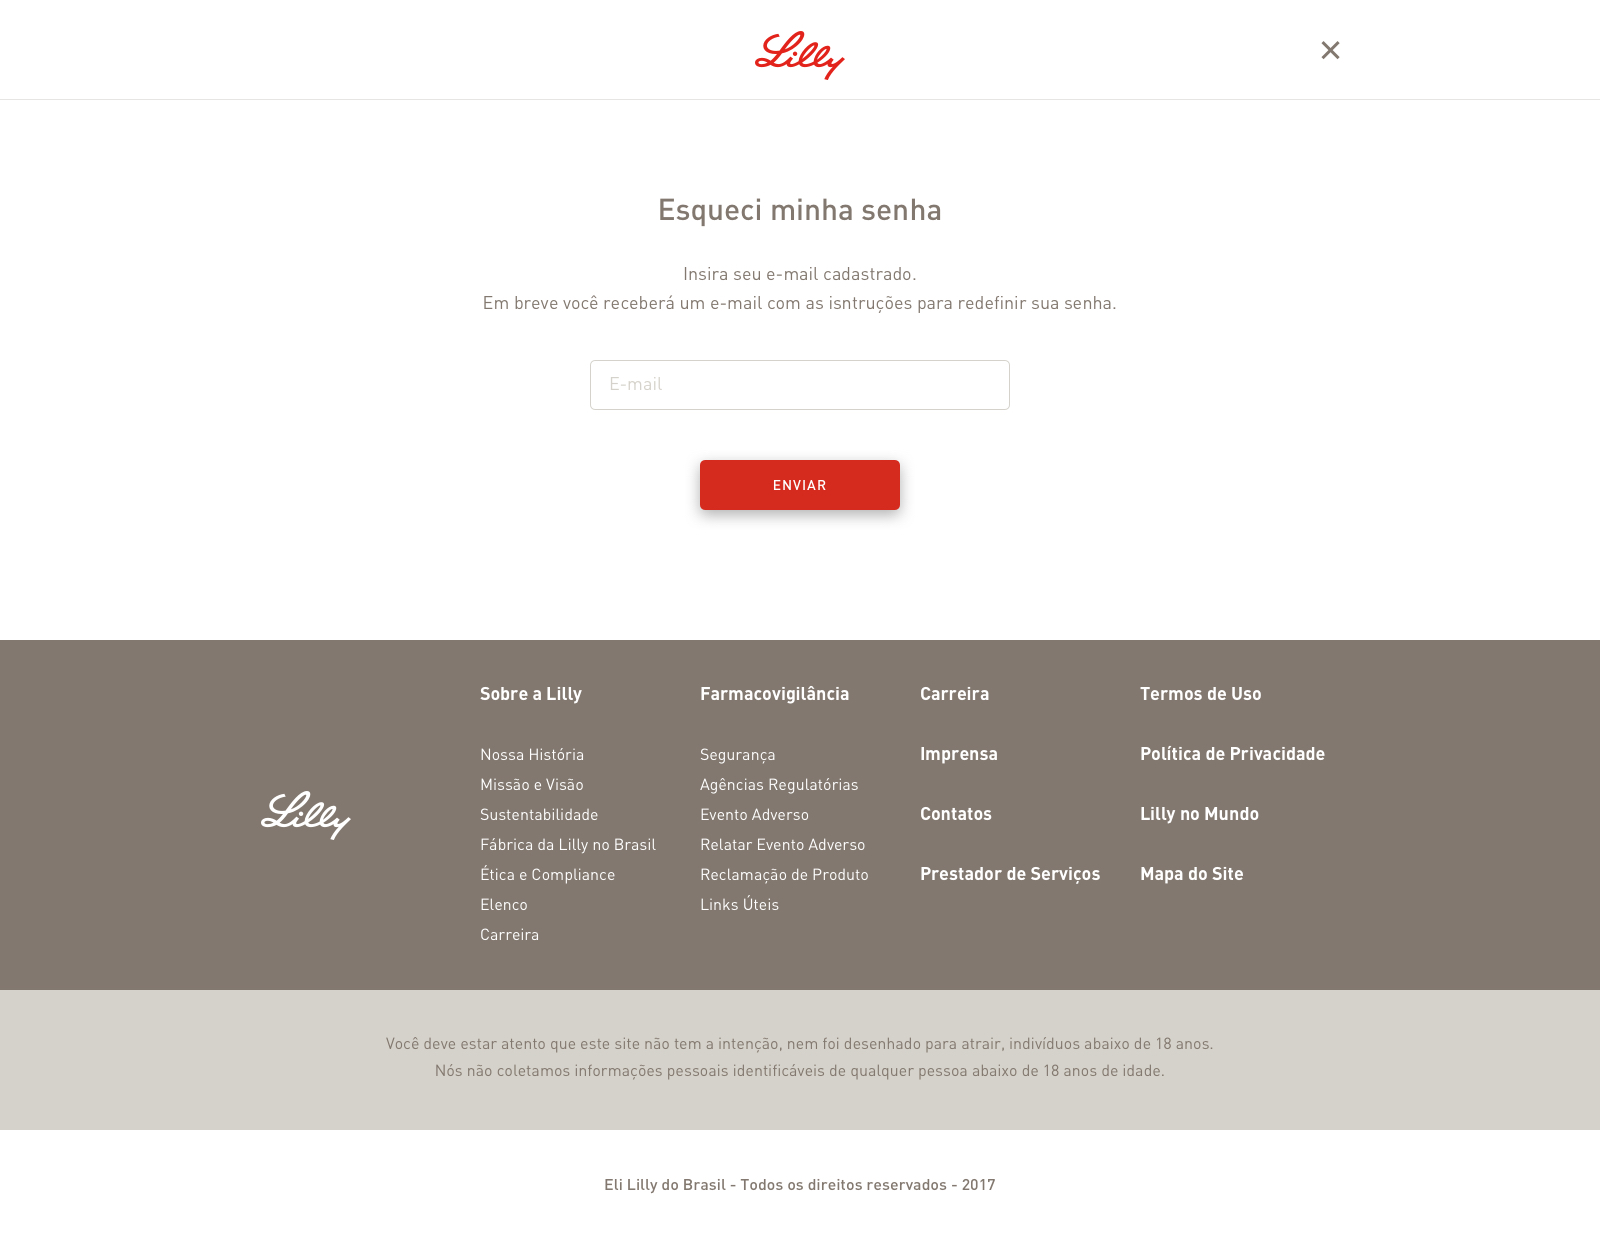 Lilly
Esqueci minha senha
Insira seu e-mail cadastrado.
Em breve você receberá um e-mail com as isntruções para redefinir sua senha.
E-mail
ENVIAR
Lilly
Sobre a Lilly
Nossa História
Missão e Visão
Sustentabilidade
Fábrica da Lilly no Brasil
Ética e Compliance
Elenco
Carreira
Farmacovigilância
Segurança
Agências Regulatórias
Evento Adverso
Relatar Evento Adverso
Reclamação de Produto
Links Úteis
Carreira
Imprensa
Contatos
Prestador de Serviços
Termos de Uso
Política de Privacidade
Lilly no Mundo
Mapa do Site
Você deve estar atento que este site não tem a intenção, nem foi desenhado para atrair, indivíduos abaixo de 18 anos.
Nós não coletamos informações pessoais identificáveis de qualquer pessoa abaixo de 18 anos de idade.
Eli Lilly do Brasil - Todos os direitos reservados - 2017